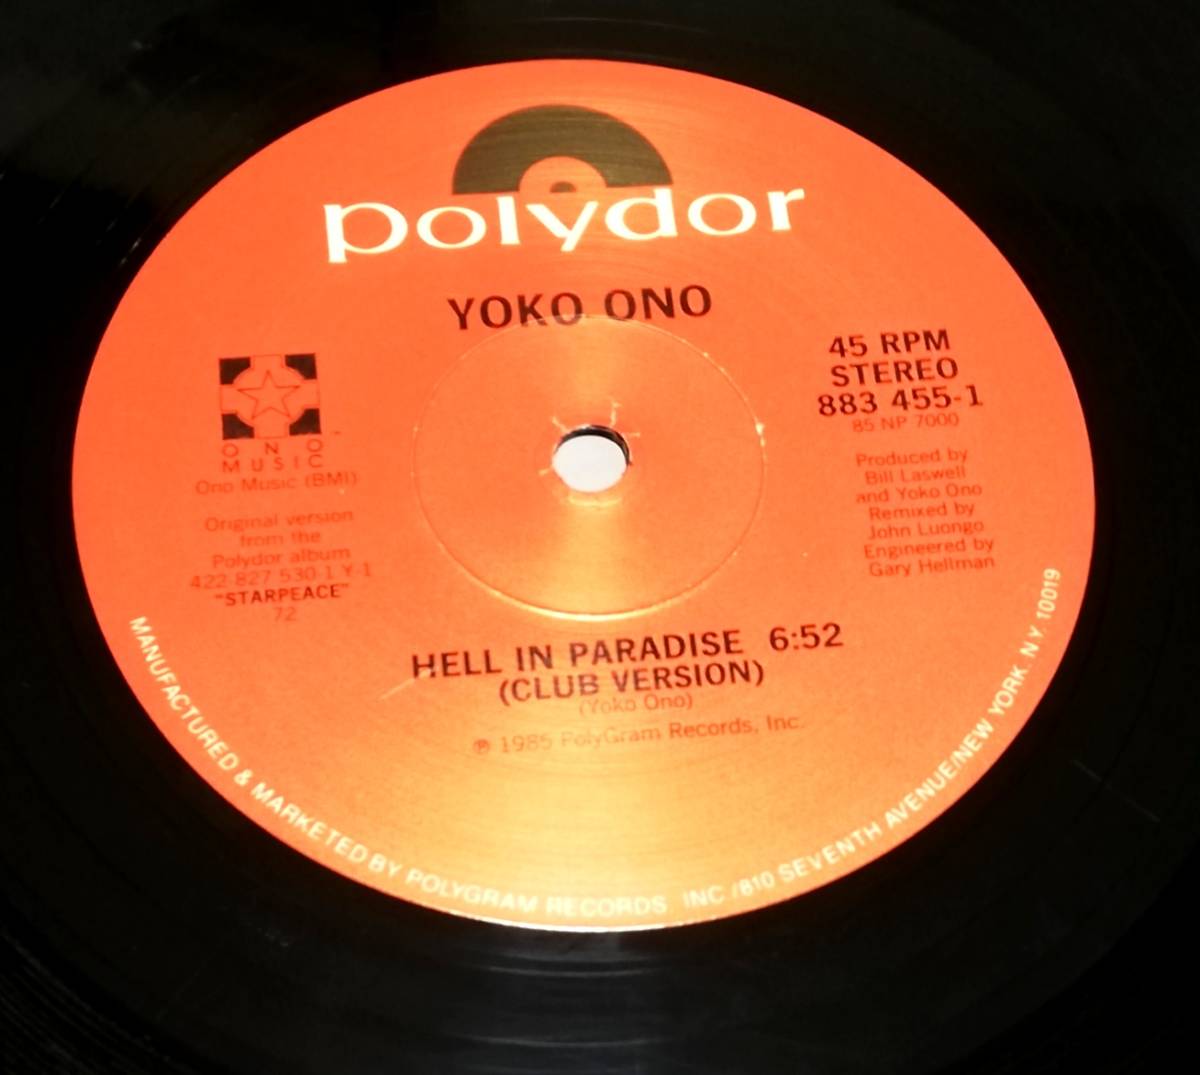 polydor
YOKO ONO
45 RPM
STEREO
883 455-1
85 NP 7000
Produced by
Bill Laswell
and Yoko Ono
Remixed by
John Luongo
Engineered by
Gary Hellman
ONO
MUSIC
Ono Music (BMI)
Original version
from the
Polydor album
422-827 530-1 Y-1
"STARPEACE"
72
HELL IN PARADISE 6:52
(CLUB VERSION)
(Yoko Ono)
℗ 1985 PolyGram Records, Inc.
MANUFACTURED & MARKETED BY POLYGRAM RECORDS, INC./810 SEVENTH AVENUE/NEW YORK, N.Y. 10019